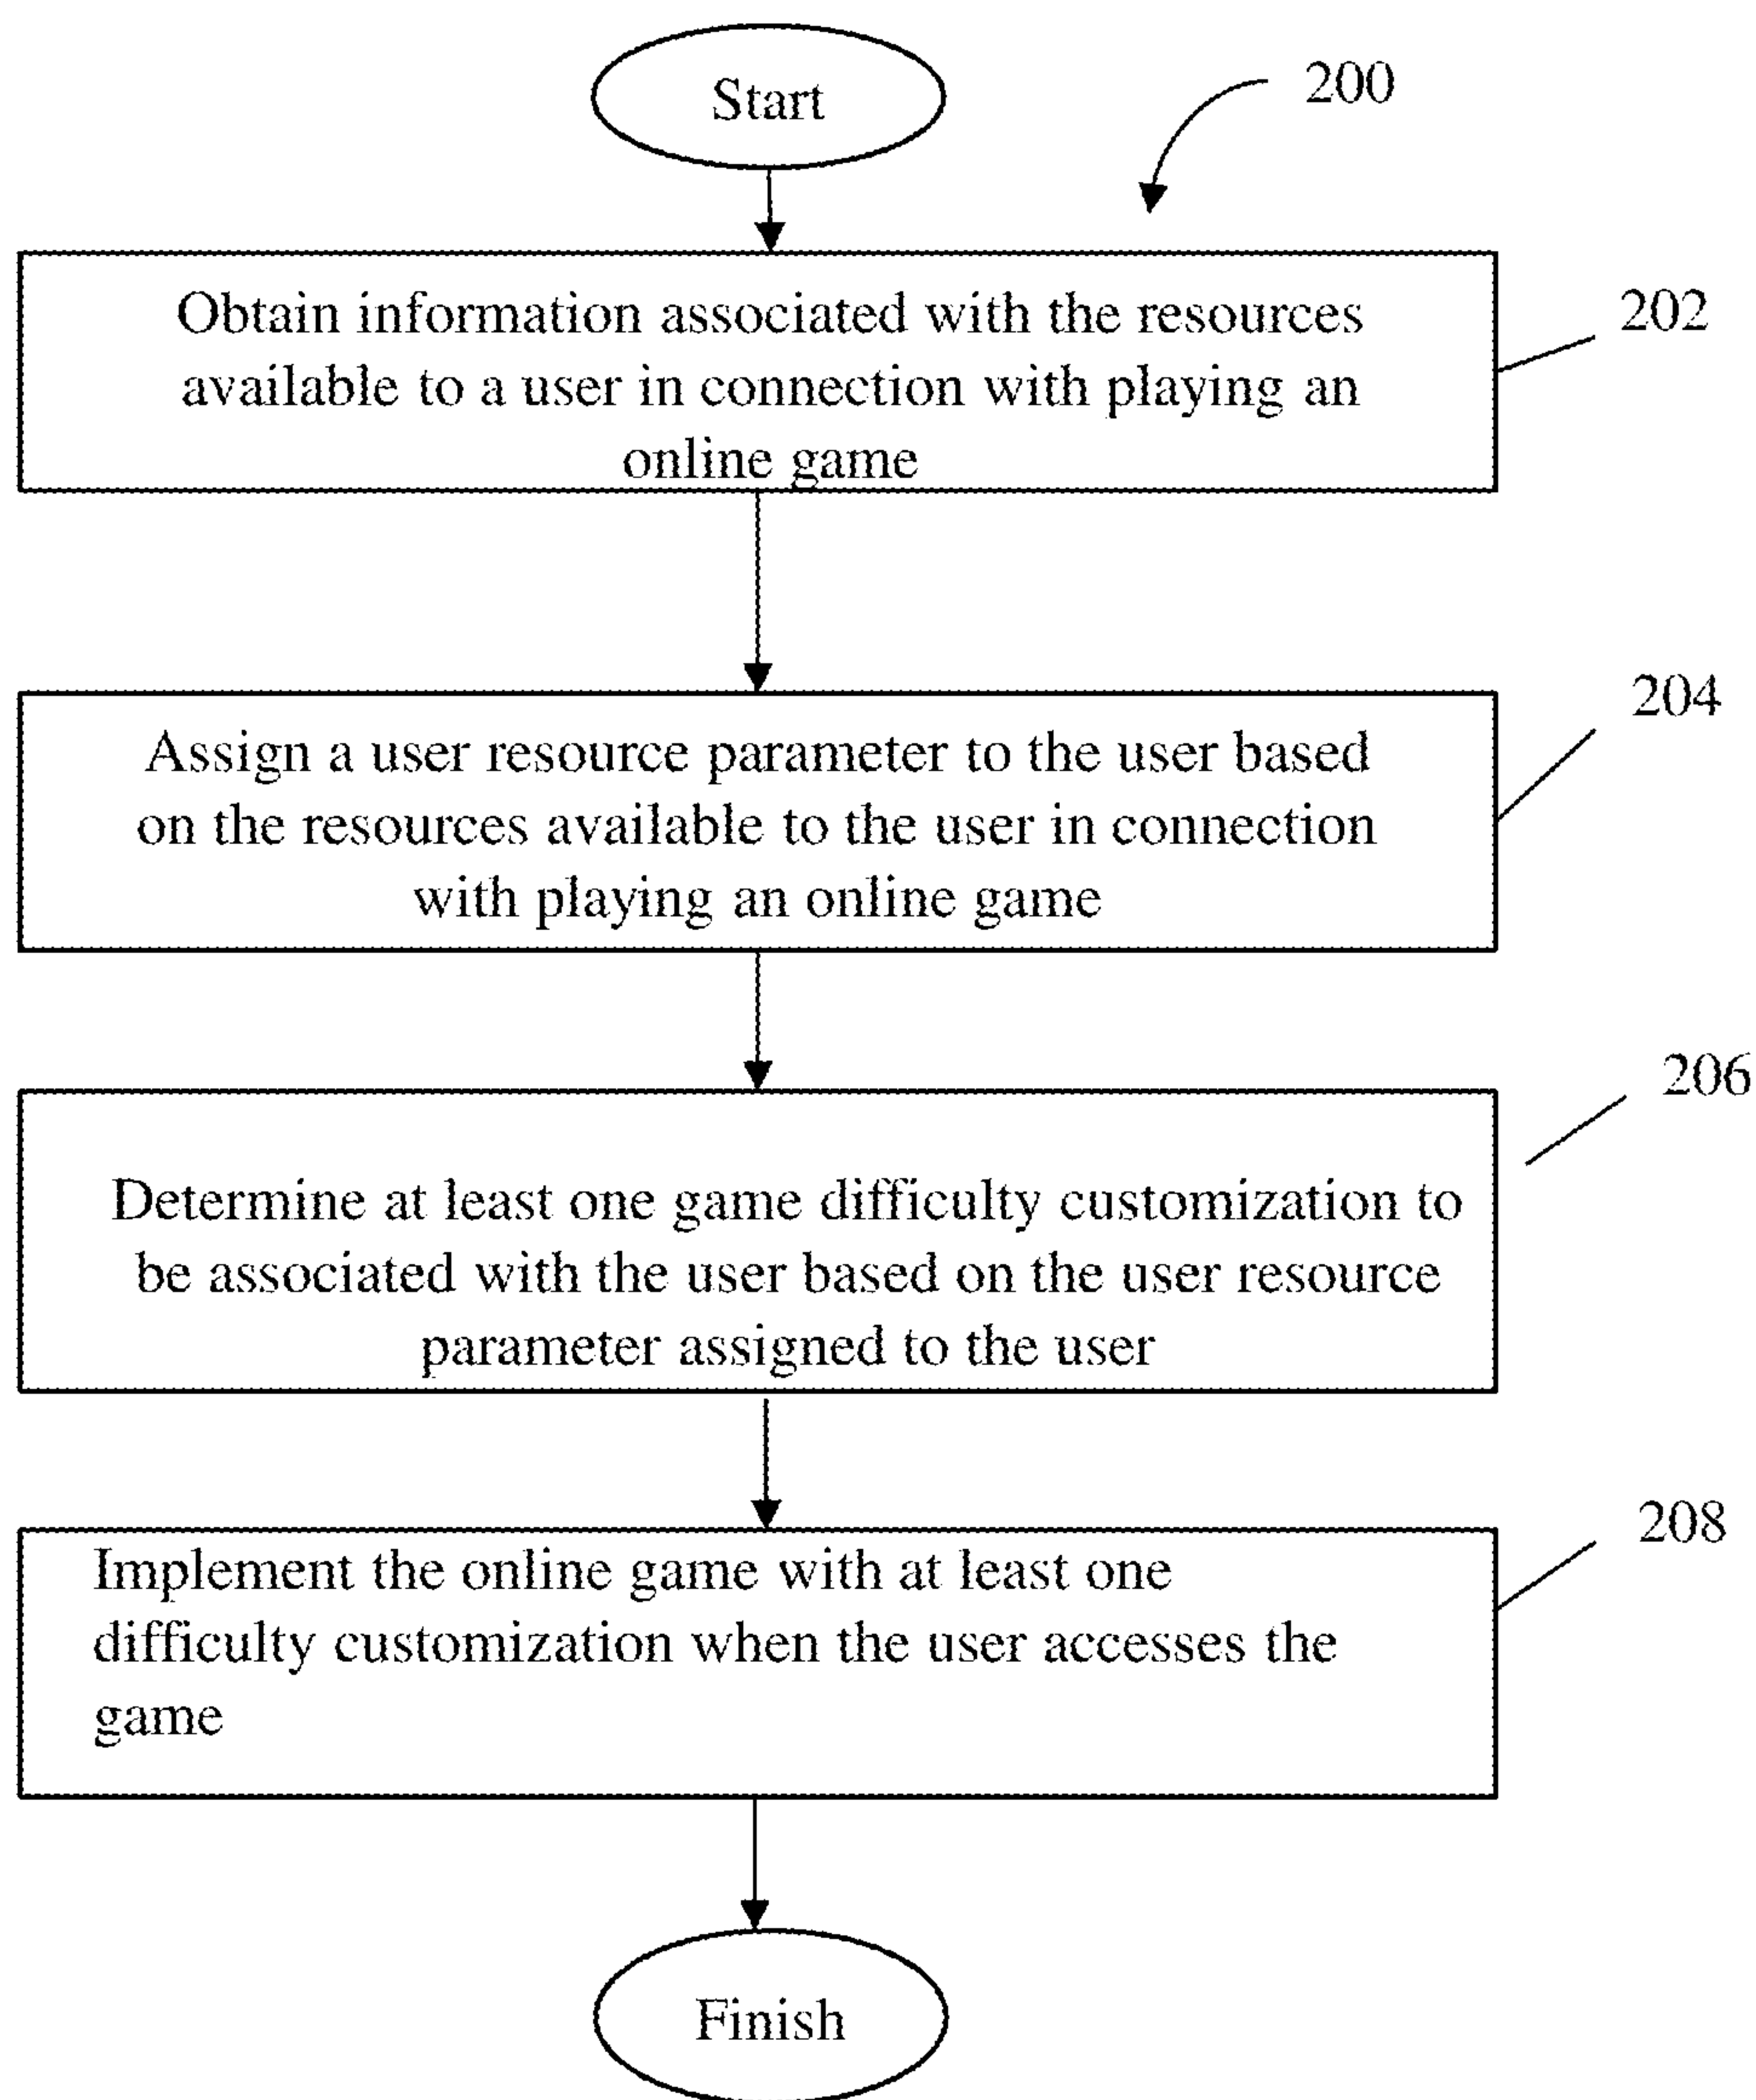 Start
200
Obtain information associated with the resources
available to a user in connection with playing an
online game
202
Assign a user resource parameter to the user based
on the resources available to the user in connection
with playing an online game
204
Determine at least one game difficulty customization to
be associated with the user based on the user resource
parameter assigned to the user
206
Implement the online game with at least one
difficulty customization when the user accesses the
game
208
Finish